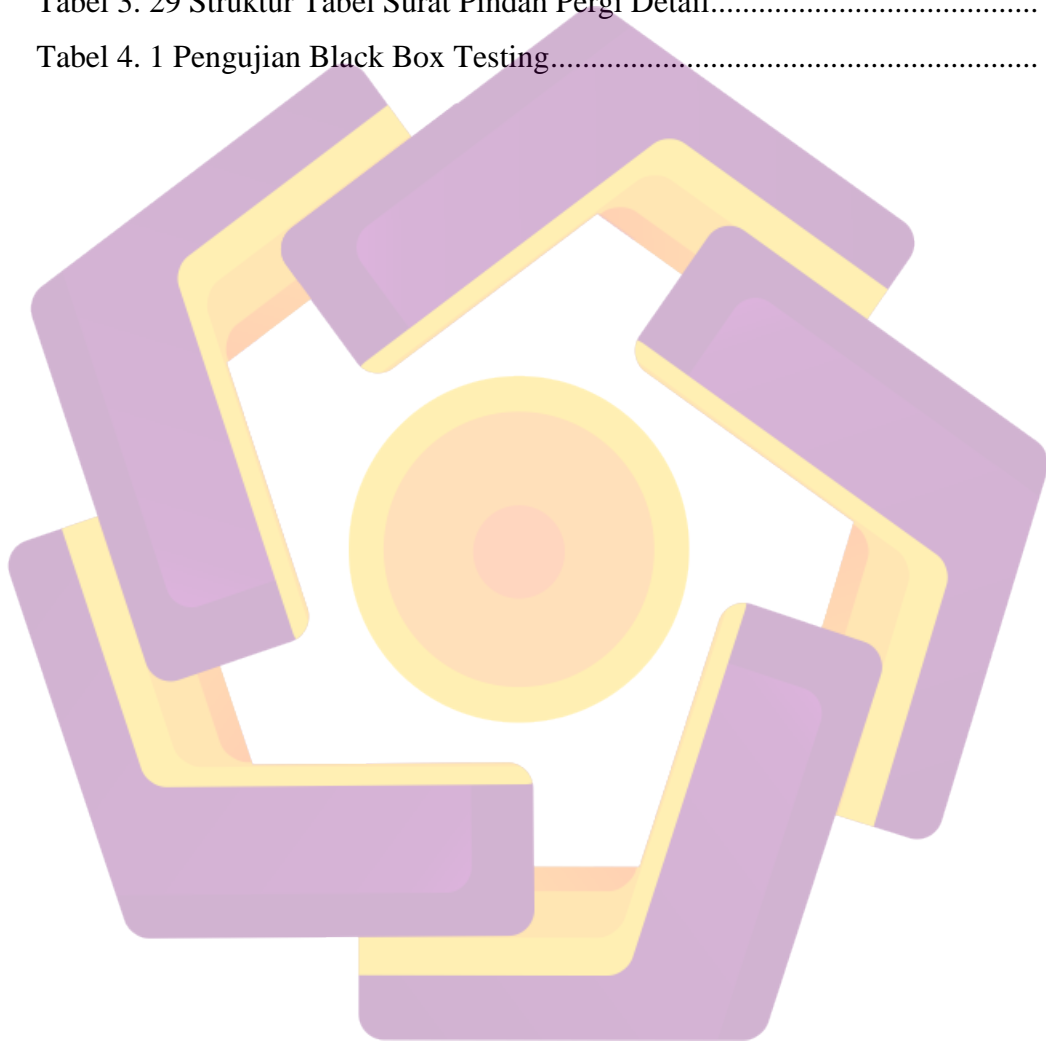 Tabel 3. 29 Struktur Tabel Surat Pindah Pergi Detail.........................................
Tabel 4. 1 Pengujian Black Box Testing.............................................................